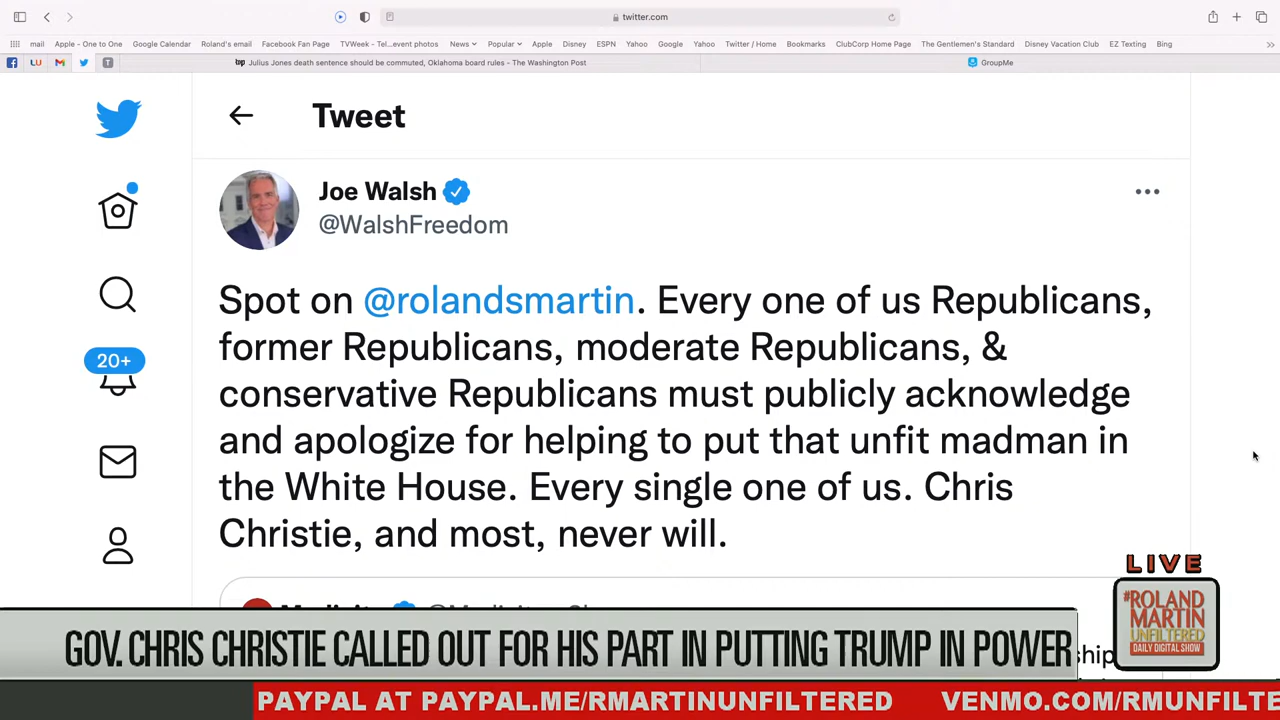 twitter.com
mail Apple - One to One Google Calendar Roland's email Facebook Fan Page TVWeek - Tel...event photos News Popular Apple Disney ESPN Yahoo Google Yahoo Twitter / Home Bookmarks ClubCorp Home Page The Gentlemen's Standard Disney Vacation Club EZ Texting Bing
LU T top Julius Jones death sentence should be commuted, Oklahoma board rules - The Washington Post GroupMe
Tweet
Joe Walsh
@WalshFreedom
Spot on @rolandsmartin. Every one of us Republicans,
former Republicans, moderate Republicans, &
20+
conservative Republicans must publicly acknowledge
and apologize for helping to put that unfit madman in
the White House. Every single one of us. Chris
Christie, and most, never will.
LIVE
#ROLAND
MARTIN
UNFILTERED
DAILY DIGITAL SHOW
GOV. CHRIS CHRISTIE CALLED OUT FOR HIS PART IN PUTTING TRUMP IN POWER
PAYPAL AT PAYPAL.ME/RMARTINUNFILTERED VENMO.COM/RMUNFILTE